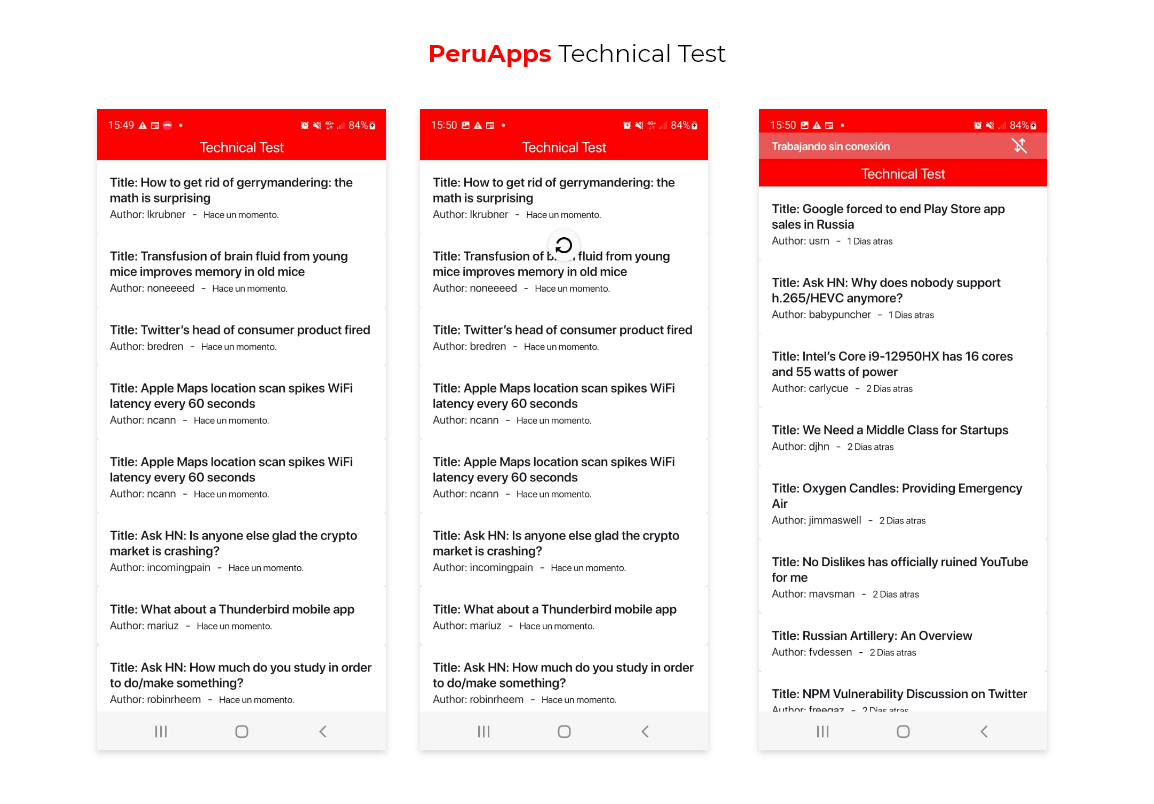 PeruApps Technical Test
15:49
84%
Technical Test
Title: How to get rid of gerrymandering: the
math is surprising
Author: lkrubner - Hace un momento.
Title: Transfusion of brain fluid from young
mice improves memory in old mice
Author: noneeeed - Hace un momento.
Title: Twitter's head of consumer product fired
Author: bredren - Hace un momento.
Title: Apple Maps location scan spikes WiFi
latency every 60 seconds
Author: ncann - Hace un momento.
Title: Apple Maps location scan spikes WiFi
latency every 60 seconds
Author: ncann - Hace un momento.
Title: Ask HN: Is anyone else glad the crypto
market is crashing?
Author: incomingpain - Hace un momento.
Title: What about a Thunderbird mobile app
Author: mariuz - Hace un momento.
Title: Ask HN: How much do you study in order
to do/make something?
Author: robinrheem - Hace un momento.
15:50
84%
Technical Test
Title: How to get rid of gerrymandering: the
math is surprising
Author: lkrubner - Hace un momento.
Title: Transfusion of b fluid from young
mice improves memory in old mice
Author: noneeeed - Hace un momento.
Title: Twitter's head of consumer product fired
Author: bredren - Hace un momento.
Title: Apple Maps location scan spikes WiFi
latency every 60 seconds
Author: ncann - Hace un momento.
Title: Apple Maps location scan spikes WiFi
latency every 60 seconds
Author: ncann - Hace un momento.
Title: Ask HN: Is anyone else glad the crypto
market is crashing?
Author: incomingpain - Hace un momento.
Title: What about a Thunderbird mobile app
Author: mariuz - Hace un momento.
Title: Ask HN: How much do you study in order
to do/make something?
Author: robinrheem - Hace un momento.
15:50
84%
Trabajando sin conexión
Technical Test
Title: Google forced to end Play Store app
sales in Russia
Author: usrn - 1 Dias atras
Title: Ask HN: Why does nobody support
h.265/HEVC anymore?
Author: babypuncher - 1 Dias atras
Title: Intel's Core i9-12950HX has 16 cores
and 55 watts of power
Author: carlycue - 2 Dias atras
Title: We Need a Middle Class for Startups
Author: djhn - 2 Dias atras
Title: Oxygen Candles: Providing Emergency
Air
Author: jimmaswell - 2 Dias atras
Title: No Dislikes has officially ruined YouTube
for me
Author: mavsman - 2 Dias atras
Title: Russian Artillery: An Overview
Author: fvdessen - 2 Dias atras
Title: NPM Vulnerability Discussion on Twitter
Author: freegaz - 2 Dias atras